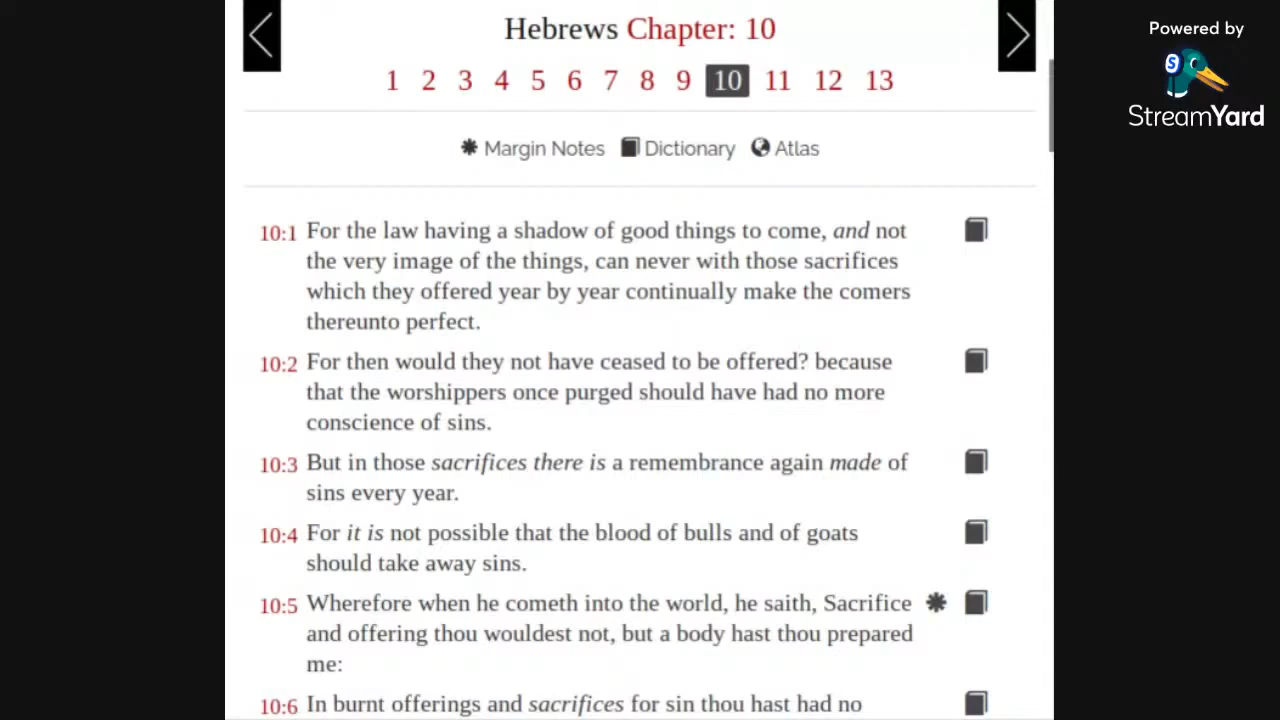 Hebrews Chapter: 10
Powered by
StreamYard
1 2 3 4 5 6 7 8 9 10 11 12 13
Margin Notes Dictionary Atlas
10:1 For the law having a shadow of good things to come, and not
the very image of the things, can never with those sacrifices
which they offered year by year continually make the comers
thereunto perfect.
10:2 For then would they not have ceased to be offered? because
that the worshippers once purged should have had no more
conscience of sins.
10:3 But in those sacrifices there is a remembrance again made of
sins every year.
10:4 For it is not possible that the blood of bulls and of goats
should take away sins.
10:5 Wherefore when he cometh into the world, he saith, Sacrifice
and offering thou wouldest not, but a body hast thou prepared
me:
10:6 In burnt offerings and sacrifices for sin thou hast had no